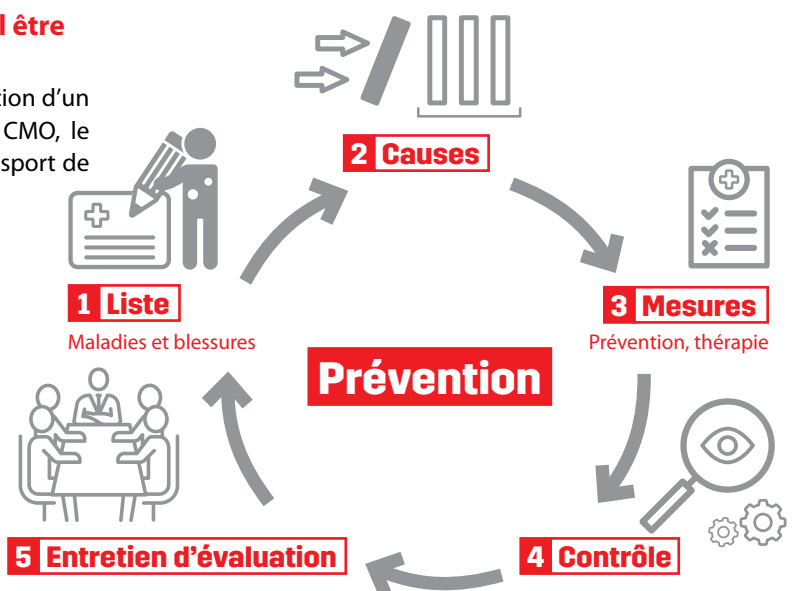 l être
tion d'un
CMO, le
sport de
2 Causes
1 Liste
Maladies et blessures
3 Mesures
Prévention, thérapie
Prévention
5 Entretien d'évaluation
4 Contrôle